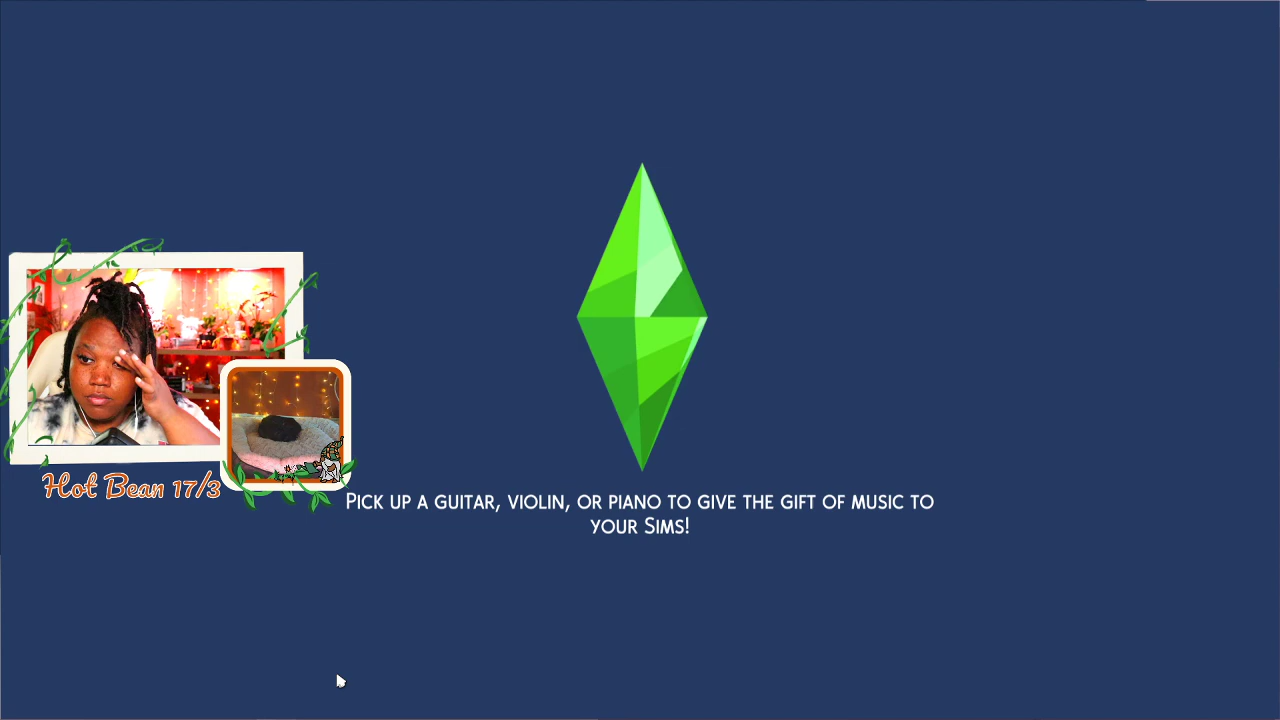 Hot Bean 17/3
Pick up a guitar, violin, or piano to give the gift of music to
your Sims!